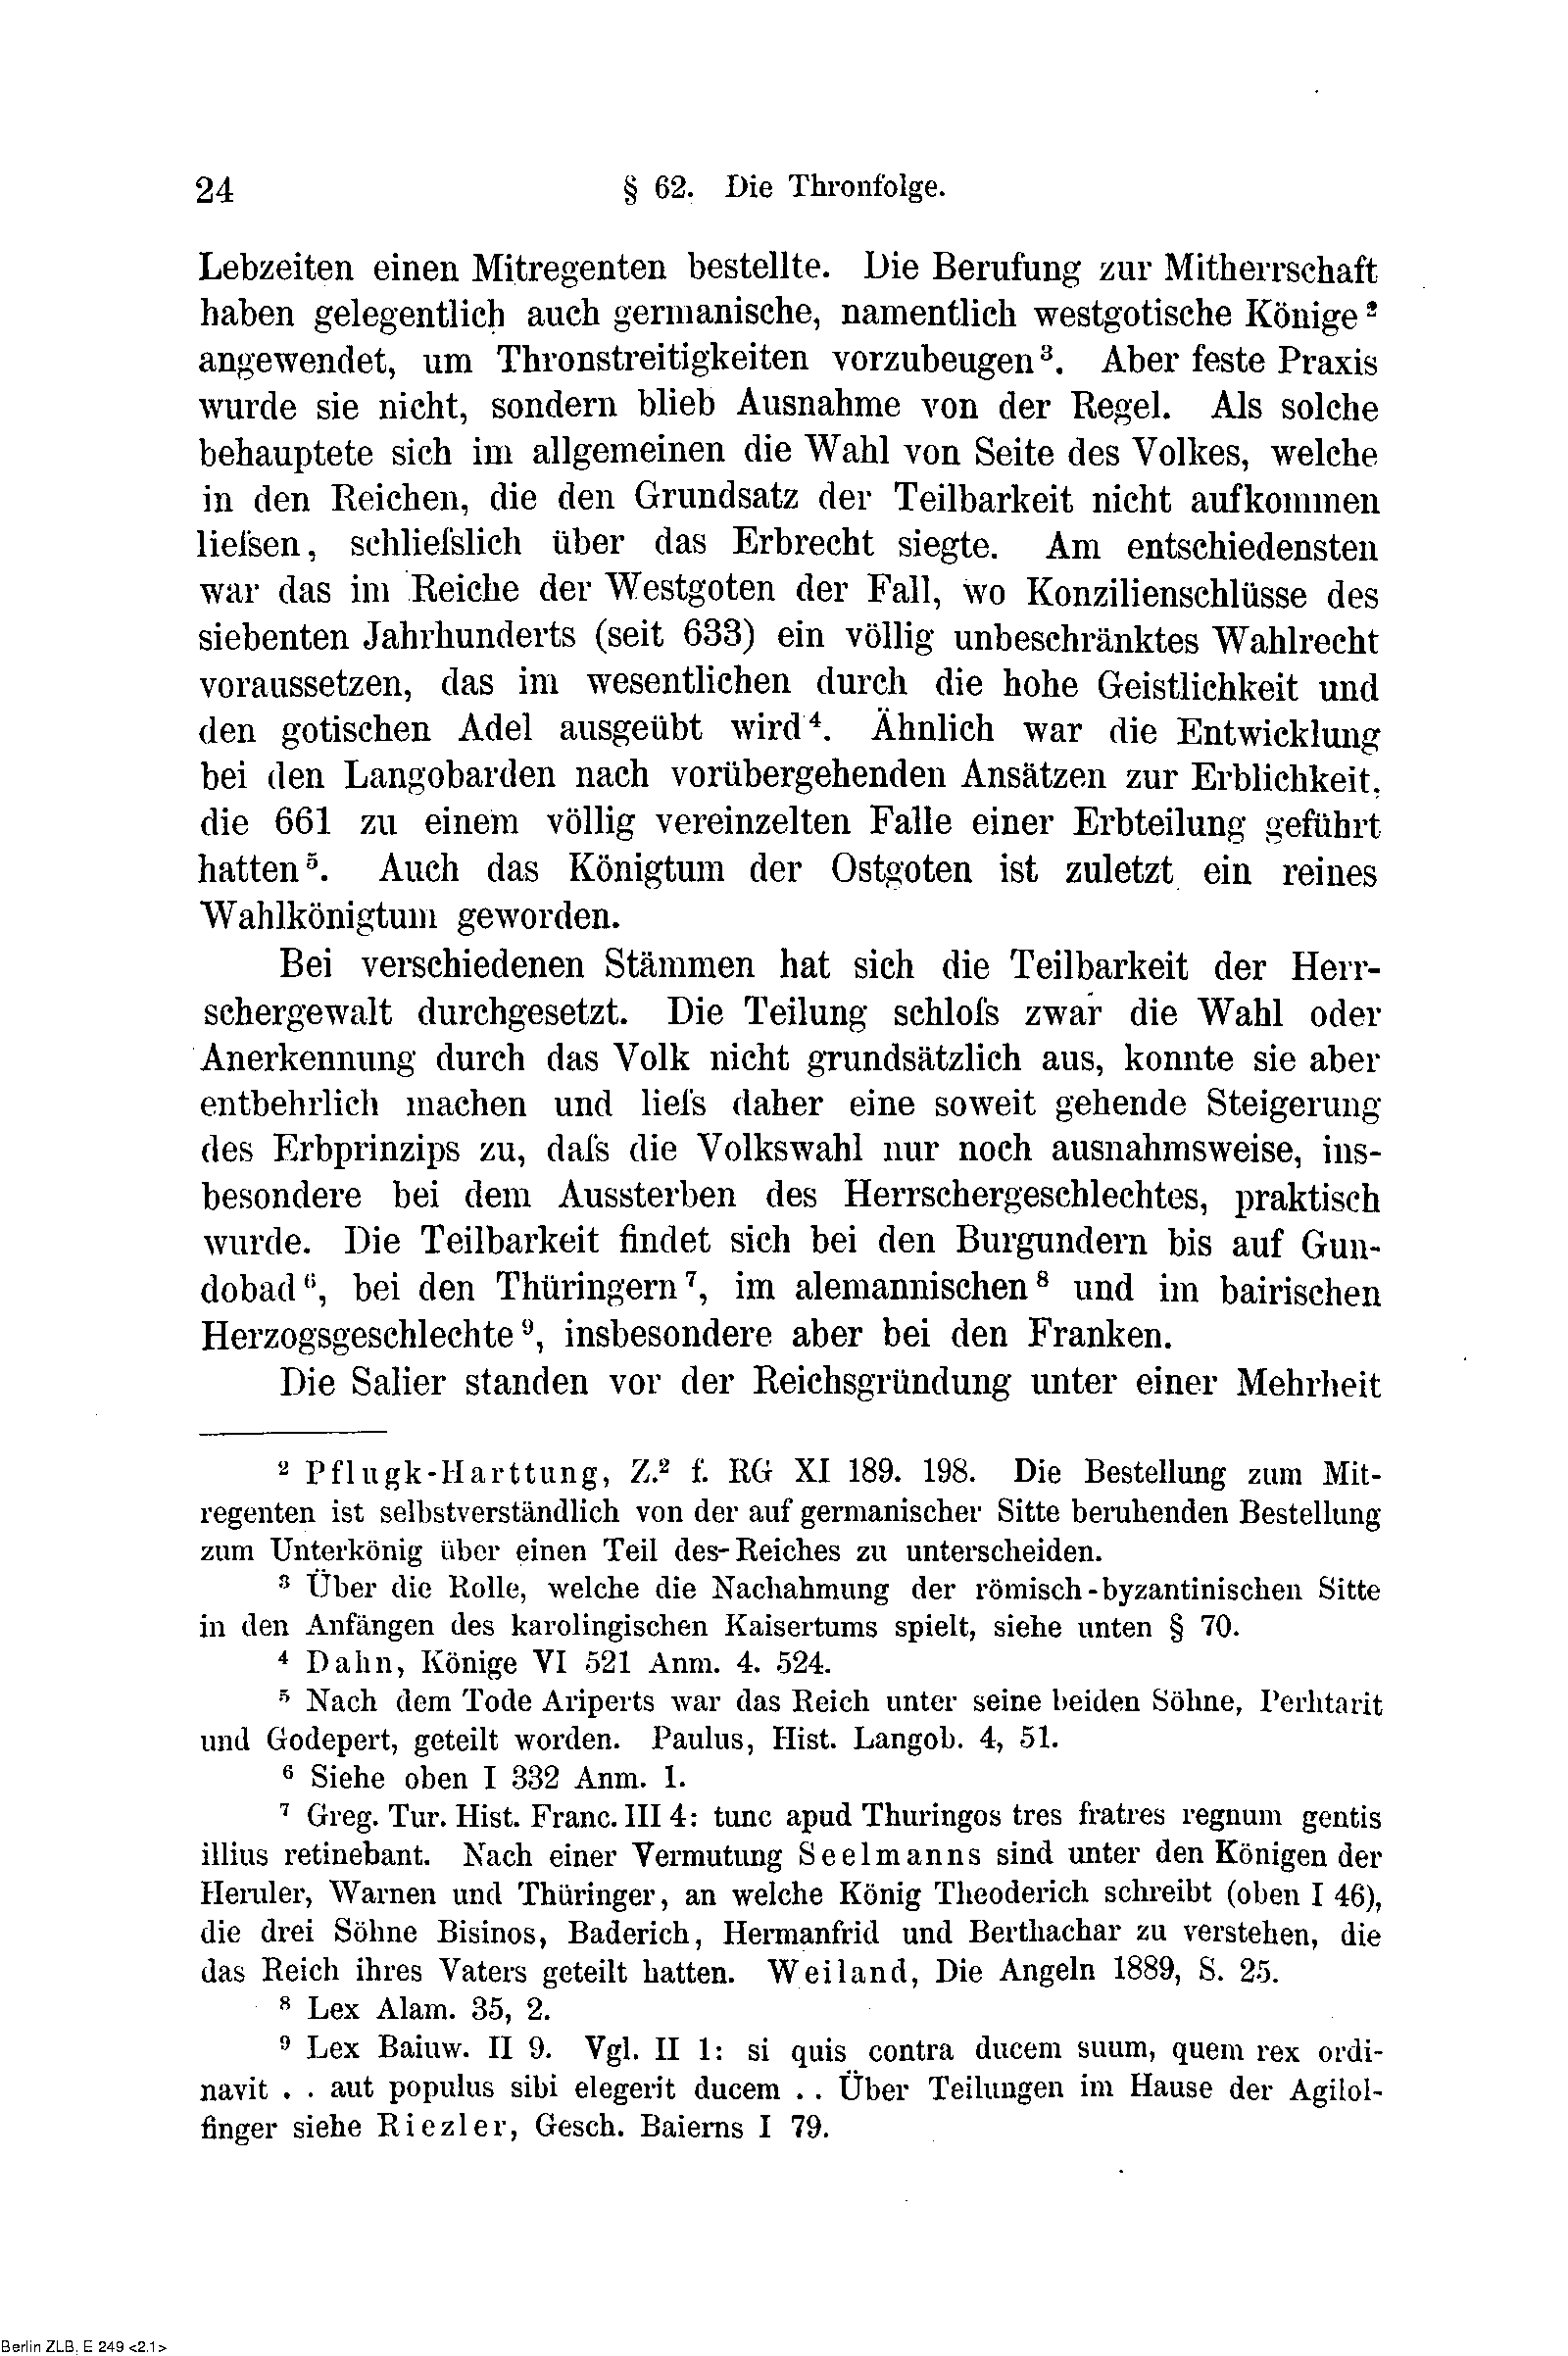 24 § 62. Die Thronfolge.
Lebzeiten einen Mitregenten bestellte. Die Berufung zur Mitherrschaft
haben gelegentlich auch germanische, namentlich westgotische Könige ²
angewendet, um Thronstreitigkeiten vorzubeugen ³. Aber feste Praxis
wurde sie nicht, sondern blieb Ausnahme von der Regel. Als solche
behauptete sich im allgemeinen die Wahl von Seite des Volkes, welche
in den Reichen, die den Grundsatz der Teilbarkeit nicht aufkommen
lieſsen, schlieſslich über das Erbrecht siegte. Am entschiedensten
war das im Reiche der Westgoten der Fall, wo Konzilienschlüsse des
siebenten Jahrhunderts (seit 633) ein völlig unbeschränktes Wahlrecht
voraussetzen, das im wesentlichen durch die hohe Geistlichkeit und
den gotischen Adel ausgeübt wird ⁴. Ähnlich war die Entwicklung
bei den Langobarden nach vorübergehenden Ansätzen zur Erblichkeit,
die 661 zu einem völlig vereinzelten Falle einer Erbteilung geführt
hatten ⁵. Auch das Königtum der Ostgoten ist zuletzt ein reines
Wahlkönigtum geworden.
Bei verschiedenen Stämmen hat sich die Teilbarkeit der Herr-
schergewalt durchgesetzt. Die Teilung schloſs zwar die Wahl oder
Anerkennung durch das Volk nicht grundsätzlich aus, konnte sie aber
entbehrlich machen und lieſs daher eine soweit gehende Steigerung
des Erbprinzips zu, daſs die Volkswahl nur noch ausnahmsweise, ins-
besondere bei dem Aussterben des Herrschergeschlechtes, praktisch
wurde. Die Teilbarkeit findet sich bei den Burgundern bis auf Gun-
dobad ⁶, bei den Thüringern ⁷, im alemannischen ⁸ und im bairischen
Herzogsgeschlechte ⁹, insbesondere aber bei den Franken.
Die Salier standen vor der Reichsgründung unter einer Mehrheit
² Pflugk-Harttung, Z.² f. RG XI 189. 198. Die Bestellung zum Mit-
regenten ist selbstverständlich von der auf germanischer Sitte beruhenden Bestellung
zum Unterkönig über einen Teil des Reiches zu unterscheiden.
³ Über die Rolle, welche die Nachahmung der römisch-byzantinischen Sitte
in den Anfängen des karolingischen Kaisertums spielt, siehe unten § 70.
⁴ Dahn, Könige VI 521 Anm. 4. 524.
⁵ Nach dem Tode Ariperts war das Reich unter seine beiden Söhne, Perhtarit
und Godepert, geteilt worden. Paulus, Hist. Langob. 4, 51.
⁶ Siehe oben I 332 Anm. 1.
⁷ Greg. Tur. Hist. Franc. III 4: tunc apud Thuringos tres fratres regnum gentis
illius retinebant. Nach einer Vermutung Seelmanns sind unter den Königen der
Heruler, Warnen und Thüringer, an welche König Theoderich schreibt (oben I 46),
die drei Söhne Bisinos, Baderich, Hermanfrid und Berthachar zu verstehen, die
das Reich ihres Vaters geteilt hatten. Weiland, Die Angeln 1889, S. 25.
⁸ Lex Alam. 35, 2.
⁹ Lex Baiuw. II 9. Vgl. II 1: si quis contra ducem suum, quem rex ordi-
navit . . aut populus sibi elegerit ducem . . Über Teilungen im Hause der Agilol-
finger siehe Riezler, Gesch. Baierns I 79.
Berlin ZLB, E 249 <2.1>